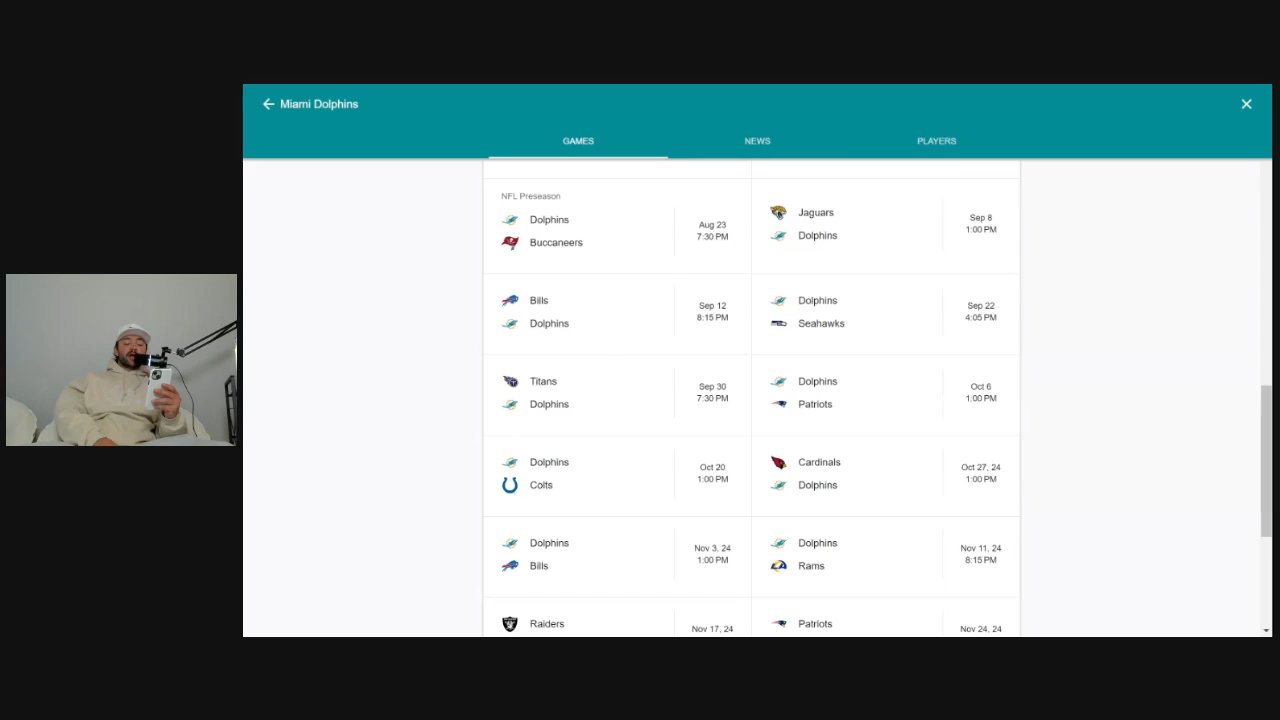 Miami Dolphins
GAMES
NEWS
PLAYERS
NFL Preseason
Dolphins
Buccaneers
Aug 23
7:30 PM
Jaguars
Dolphins
Sep 8
1:00 PM
Bills
Dolphins
Sep 12
8:15 PM
Dolphins
Seahawks
Sep 22
4:05 PM
Titans
Dolphins
Sep 30
7:30 PM
Dolphins
Patriots
Oct 6
1:00 PM
Dolphins
Colts
Oct 20
1:00 PM
Cardinals
Dolphins
Oct 27, 24
1:00 PM
Dolphins
Bills
Nov 3, 24
1:00 PM
Dolphins
Rams
Nov 11, 24
8:15 PM
Raiders
Nov 17, 24
Patriots
Nov 24, 24